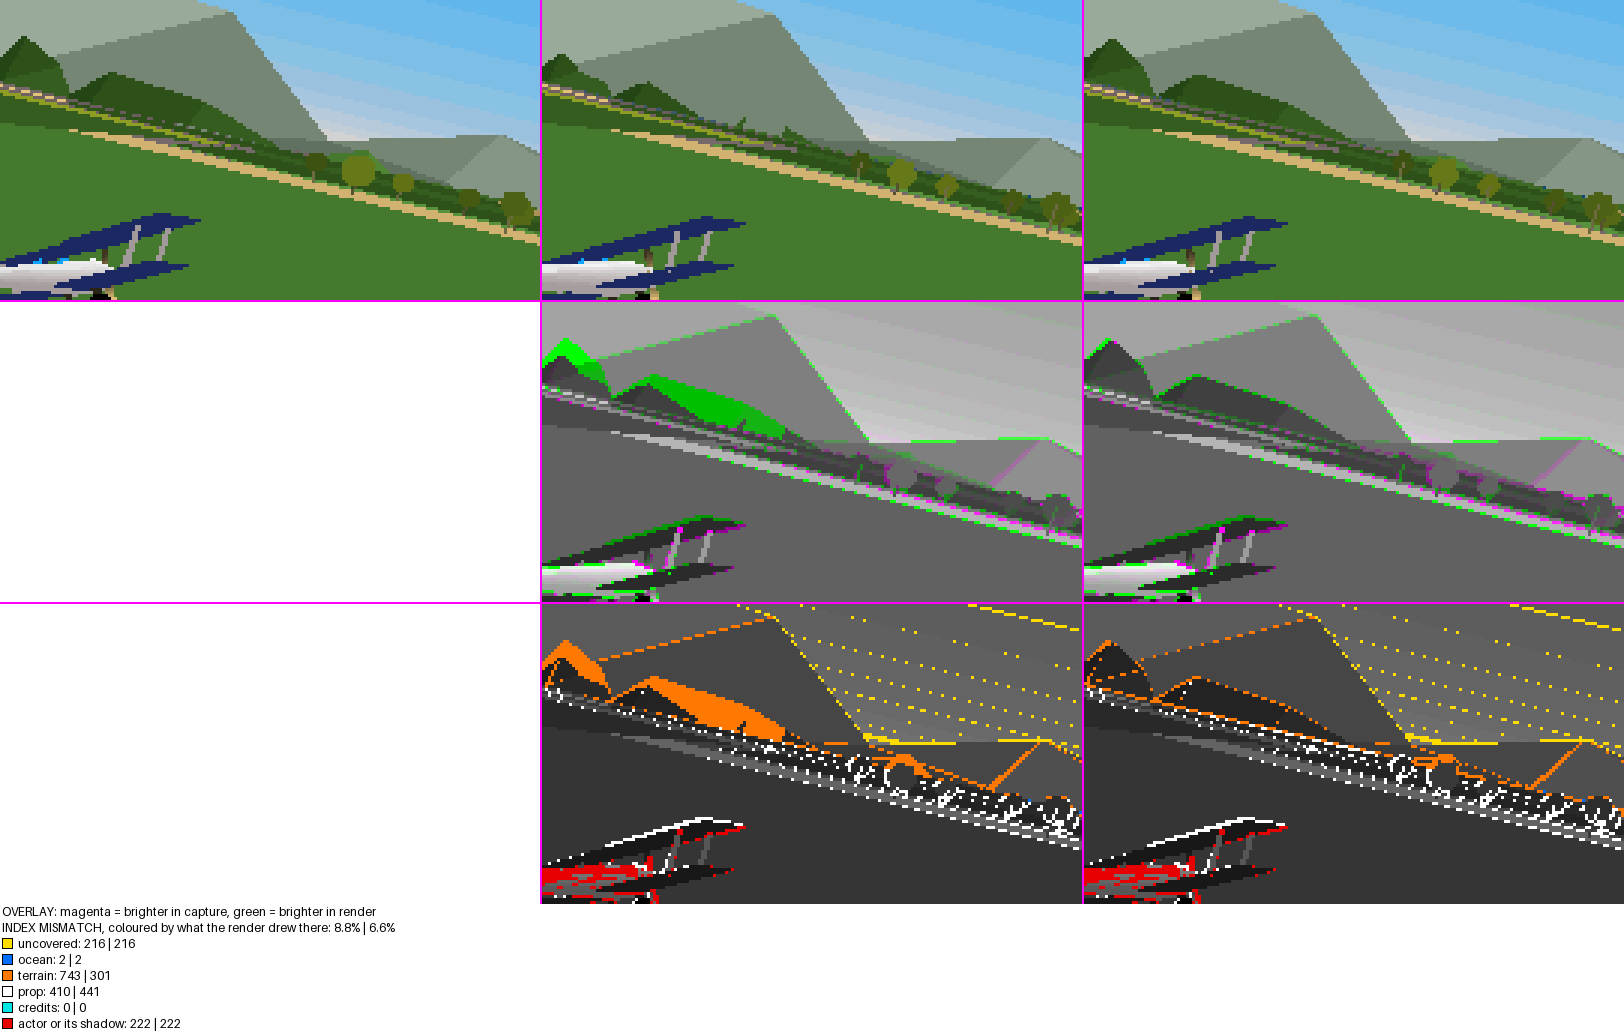 OVERLAY: magenta = brighter in capture, green = brighter in render
INDEX MISMATCH, coloured by what the render drew there: 8.8% | 6.6%
uncovered: 216 | 216
ocean: 2 | 2
terrain: 743 | 301
prop: 410 | 441
credits: 0 | 0
actor or its shadow: 222 | 222